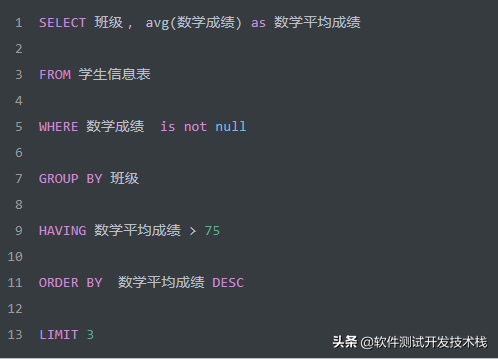 1 SELECT 班级， avg(数学成绩) as 数学平均成绩
2
3 FROM 学生信息表
4
5 WHERE 数学成绩  is not null
6
7 GROUP BY 班级
8
9 HAVING 数学平均成绩 > 75
10
11 ORDER BY  数学平均成绩 DESC
12
13 LIMIT 3
头条 @软件测试开发技术栈